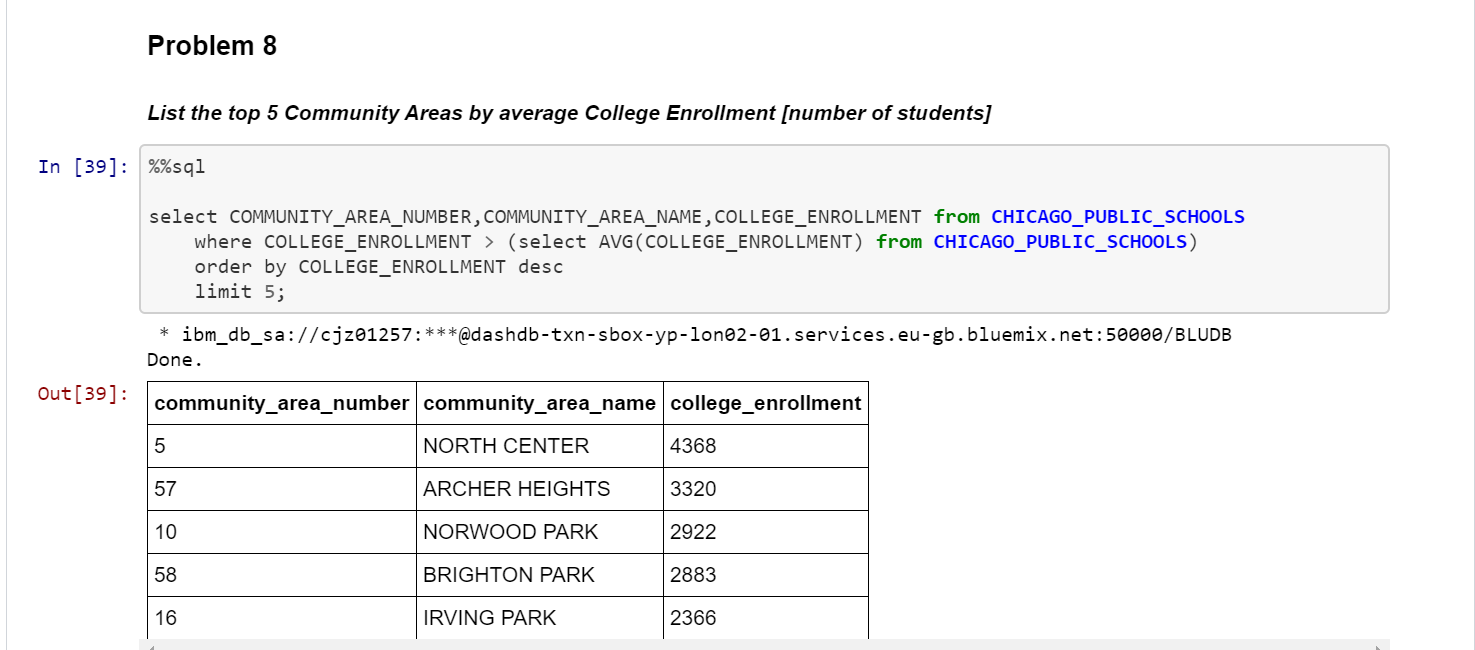 Problem 8
List the top 5 Community Areas by average College Enrollment [number of students]
In [39]:
%%sql
select COMMUNITY_AREA_NUMBER,COMMUNITY_AREA_NAME,COLLEGE_ENROLLMENT from CHICAGO_PUBLIC_SCHOOLS
where COLLEGE_ENROLLMENT > (select AVG(COLLEGE_ENROLLMENT) from CHICAGO_PUBLIC_SCHOOLS)
order by COLLEGE_ENROLLMENT desc
limit 5;
* ibm_db_sa://cjz01257:***@dashdb-txn-sbox-yp-lon02-01.services.eu-gb.bluemix.net:50000/BLUDB
Done.
Out[39]:
community_area_number community_area_name college_enrollment
5 NORTH CENTER 4368
57 ARCHER HEIGHTS 3320
10 NORWOOD PARK 2922
58 BRIGHTON PARK 2883
16 IRVING PARK 2366